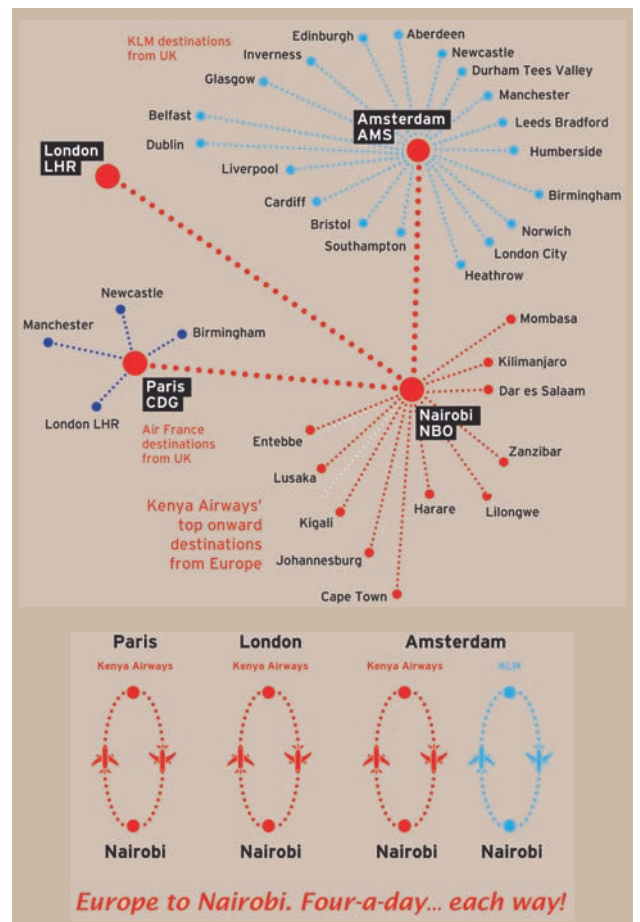 KLM destinations
from UK
Edinburgh
Aberdeen
Inverness
Newcastle
Glasgow
Durham Tees Valley
Manchester
Belfast
Amsterdam
AMS
Leeds Bradford
Dublin
London
LHR
Humberside
Liverpool
Cardiff
Birmingham
Bristol
Norwich
Southampton
London City
Heathrow
Newcastle
Manchester
Birmingham
Paris
CDG
London LHR
Air France
destinations
from UK
Mombasa
Kilimanjaro
Dar es Salaam
Nairobi
NBO
Entebbe
Zanzibar
Lusaka
Harare
Lilongwe
Kigali
Kenya Airways'
top onward
destinations
from Europe
Johannesburg
Cape Town
Paris
London
Amsterdam
Kenya Airways
Kenya Airways
Kenya Airways
KLM
Nairobi
Nairobi
Nairobi
Nairobi
Europe to Nairobi. Four-a-day... each way!